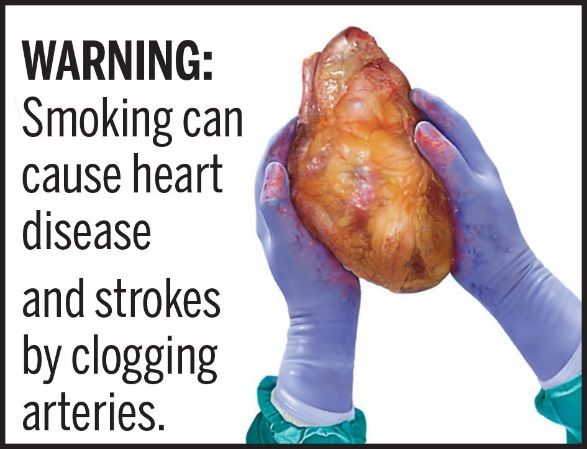 WARNING:
Smoking can
cause heart
disease
and strokes
by clogging
arteries.